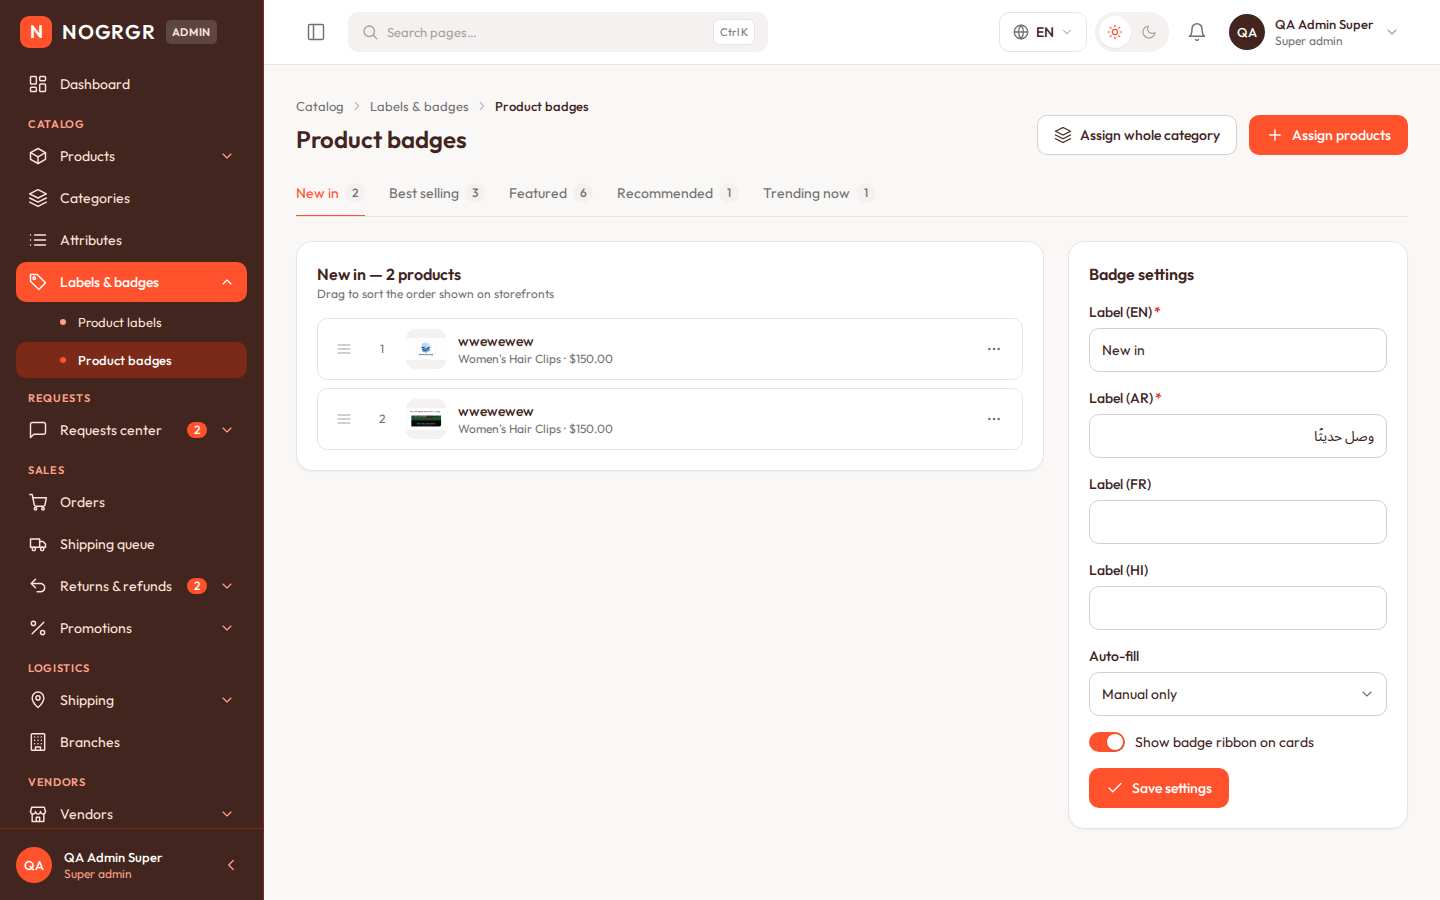 N NOGRGR ADMIN
Dashboard
CATALOG
Products
Categories
Attributes
Labels & badges
Product labels
Product badges
REQUESTS
Requests center 2
SALES
Orders
Shipping queue
Returns & refunds 2
Promotions
LOGISTICS
Shipping
Branches
VENDORS
Vendors
QA QA Admin Super
Super admin
Search pages... Ctrl K
EN
QA QA Admin Super
Super admin
Catalog > Labels & badges > Product badges
Product badges
Assign whole category
Assign products
New in 2 Best selling 3 Featured 6 Recommended 1 Trending now 1
New in — 2 products
Drag to sort the order shown on storefronts
1 wwewewew
Women's Hair Clips · $150.00
2 wwewewew
Women's Hair Clips · $150.00
Badge settings
Label (EN) *
New in
Label (AR) *
وصل حديثًا
Label (FR)
Label (HI)
Auto-fill
Manual only
Show badge ribbon on cards
Save settings